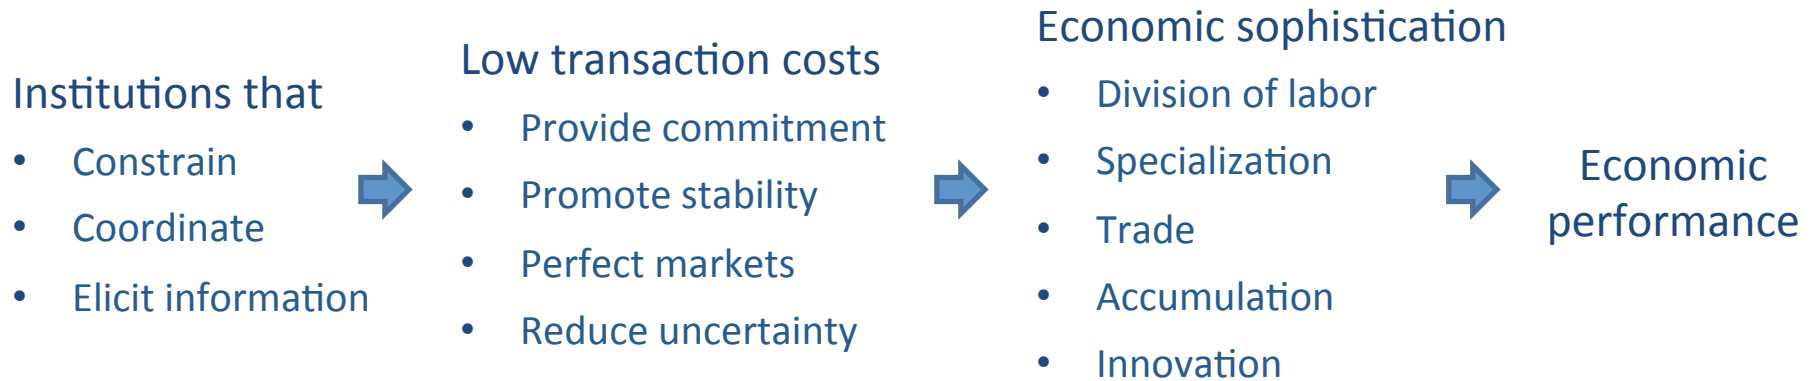 Institutions that
• Constrain
• Coordinate
• Elicit information
Low transaction costs
• Provide commitment
• Promote stability
• Perfect markets
• Reduce uncertainty
Economic sophistication
• Division of labor
• Specialization
• Trade
• Accumulation
• Innovation
Economic
performance